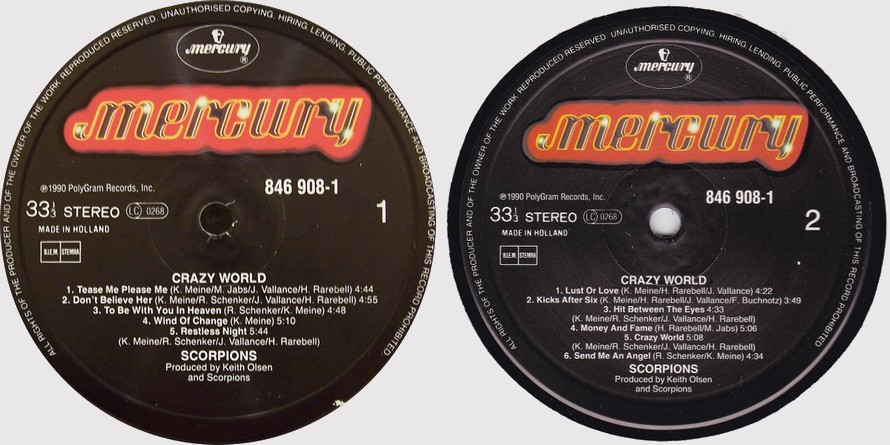 ALL RIGHTS OF THE PRODUCER AND OF THE OWNER OF THE WORK REPRODUCED RESERVED UNAUTHORISED COPYING, HIRING, LENDING, PUBLIC PERFORMANCE AND BROADCASTING OF THIS RECORD PROHIBITED
mercury ®
mercury
℗1990 PolyGram Records, Inc.
846 908-1
33⅓ STEREO LC 0268
1
MADE IN HOLLAND
B.I.E.M. STEMRA
CRAZY WORLD
1. Tease Me Please Me (K. Meine/M. Jabs/J. Vallance/H. Rarebell) 4:44
2. Don't Believe Her (K. Meine/R. Schenker/J. Vallance/H. Rarebell) 4:55
3. To Be With You In Heaven (R. Schenker/K. Meine) 4:48
4. Wind Of Change (K. Meine) 5:10
5. Restless Night 5:44
(K. Meine/R. Schenker/J. Vallance/H. Rarebell)
SCORPIONS
Produced by Keith Olsen
and Scorpions
ALL RIGHTS OF THE PRODUCER AND OF THE OWNER OF THE WORK REPRODUCED RESERVED UNAUTHORISED COPYING, HIRING, LENDING, PUBLIC PERFORMANCE AND BROADCASTING OF THIS RECORD PROHIBITED
mercury ®
mercury
℗1990 PolyGram Records, Inc.
846 908-1
33⅓ STEREO LC 0268
2
MADE IN HOLLAND
B.I.E.M. STEMRA
CRAZY WORLD
1. Lust Or Love (K. Meine/H. Rarebell/J. Vallance) 4:22
2. Kicks After Six (K. Meine/H. Rarebell/J. Vallance/F. Buchnotz) 3:49
3. Hit Between The Eyes 4:33
(K. Meine/R. Schenker/J. Vallance/H. Rarebell)
4. Money And Fame (H. Rarebell/M. Jabs) 5:06
5. Crazy World 5:08
(K. Meine/R. Schenker/J. Vallance/H. Rarebell)
6. Send Me An Angel (R. Schenker/K. Meine) 4:34
SCORPIONS
Produced by Keith Olsen
and Scorpions